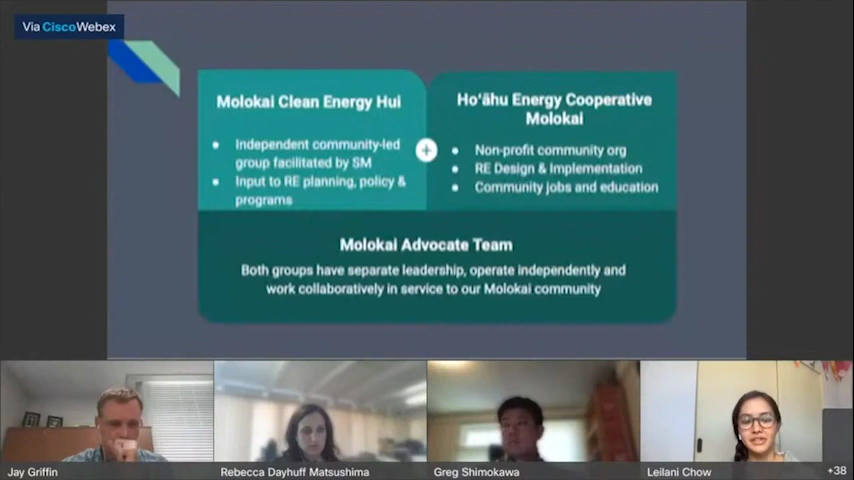 Via CiscoWebex
Molokai Clean Energy Hui
• Independent community-led
group facilitated by SM
• Input to RE planning, policy &
programs
+
Hoʻāhu Energy Cooperative
Molokai
• Non-profit community org
• RE Design & Implementation
• Community jobs and education
Molokai Advocate Team
Both groups have separate leadership, operate independently and
work collaboratively in service to our Molokai community
Jay Griffin
Rebecca Dayhuff Matsushima
Greg Shimokawa
Leilani Chow
+38